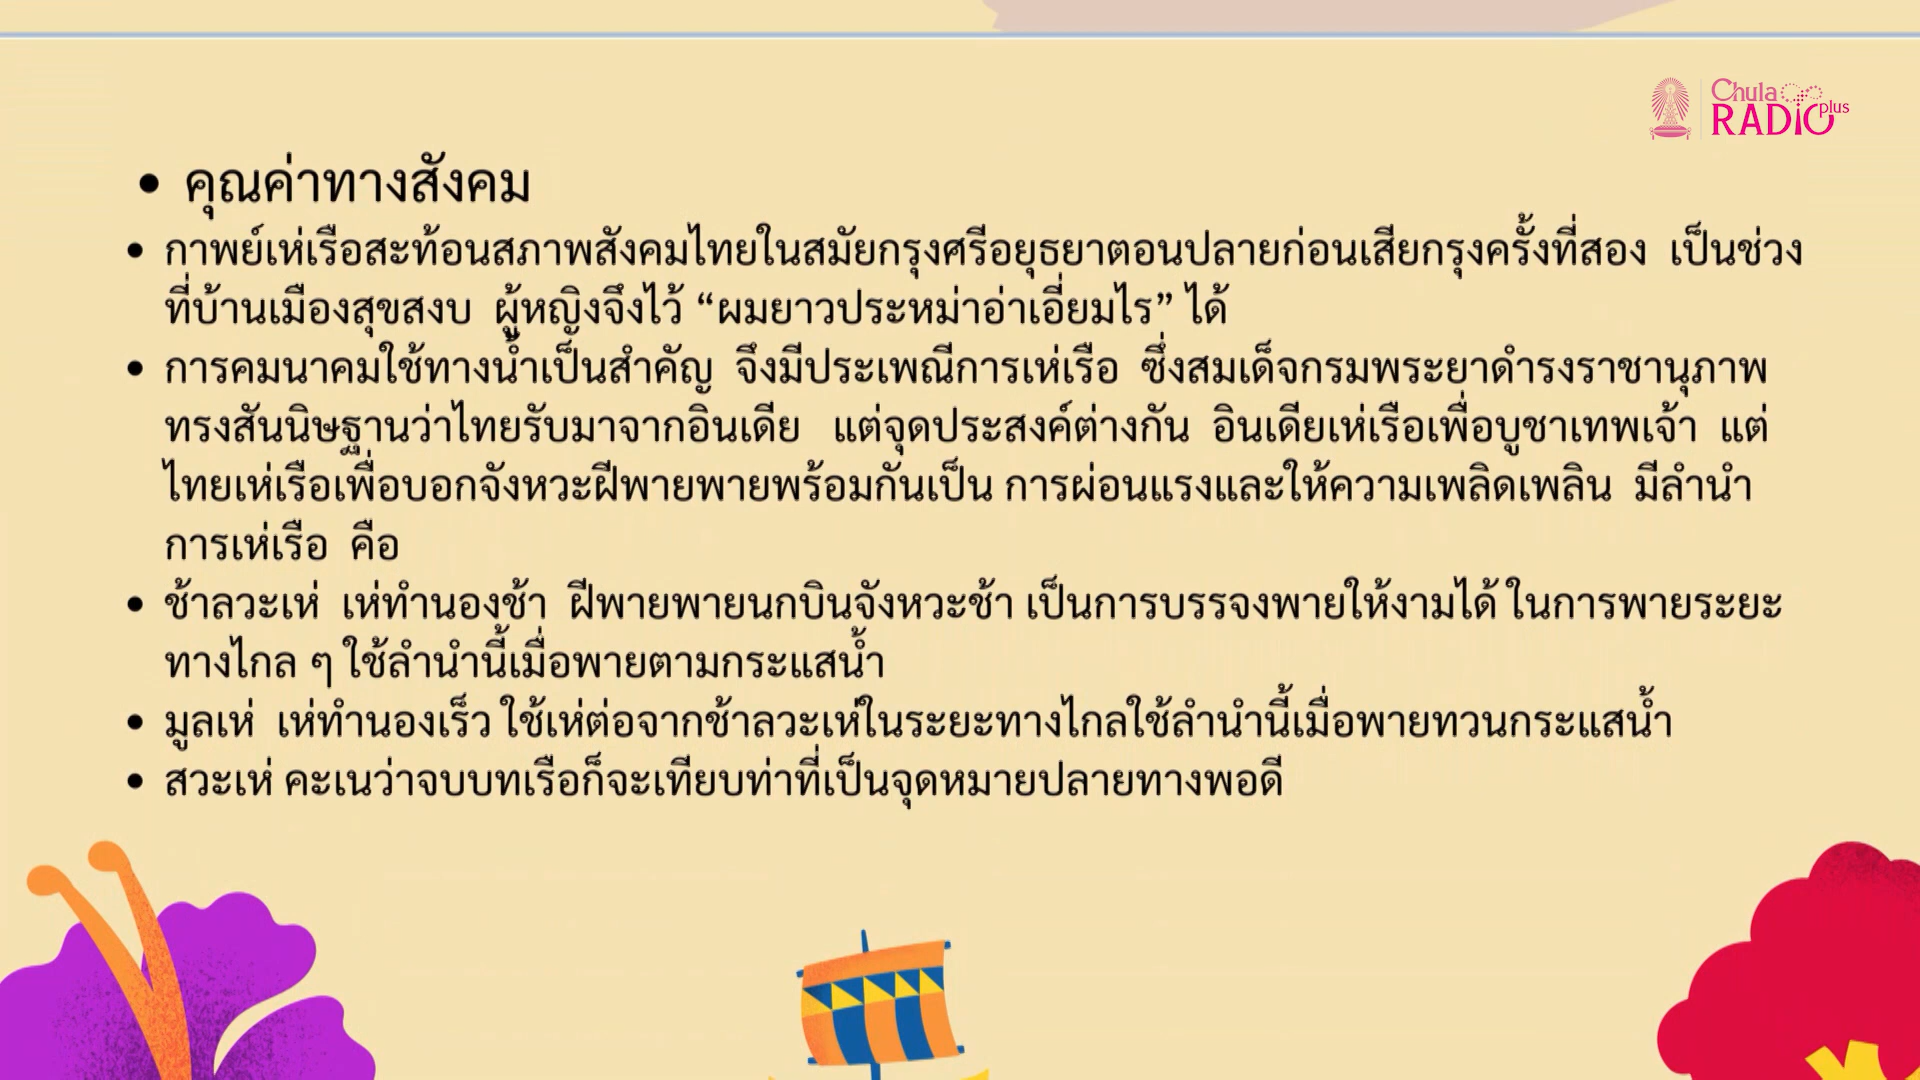 Chula
RADIO plus
• คุณค่าทางสังคม
• กาพย์เห่เรือสะท้อนสภาพสังคมไทยในสมัยกรุงศรีอยุธยาตอนปลายก่อนเสียกรุงครั้งที่สอง เป็นช่วง
ที่บ้านเมืองสุขสงบ ผู้หญิงจึงไว้ “ผมยาวประหม่าอ่าเอี่ยมไร” ได้
• การคมนาคมใช้ทางน้ำเป็นสำคัญ จึงมีประเพณีการเห่เรือ ซึ่งสมเด็จกรมพระยาดำรงราชานุภาพ
ทรงสันนิษฐานว่าไทยรับมาจากอินเดีย แต่จุดประสงค์ต่างกัน อินเดียเห่เรือเพื่อบูชาเทพเจ้า แต่
ไทยเห่เรือเพื่อบอกจังหวะฝีพายพายพร้อมกันเป็น การผ่อนแรงและให้ความเพลิดเพลิน มีลำนำ
การเห่เรือ คือ
• ช้าลวะเห่ เห่ทำนองช้า ฝีพายพายนกบินจังหวะช้า เป็นการบรรจงพายให้งามได้ ในการพายระยะ
ทางไกล ๆ ใช้ลำนำนี้เมื่อพายตามกระแสน้ำ
• มูลเห่ เห่ทำนองเร็ว ใช้เห่ต่อจากช้าลวะเห่ในระยะทางไกลใช้ลำนำนี้เมื่อพายทวนกระแสน้ำ
• สวะเห่ คะเนว่าจบบทเรือก็จะเทียบท่าที่เป็นจุดหมายปลายทางพอดี